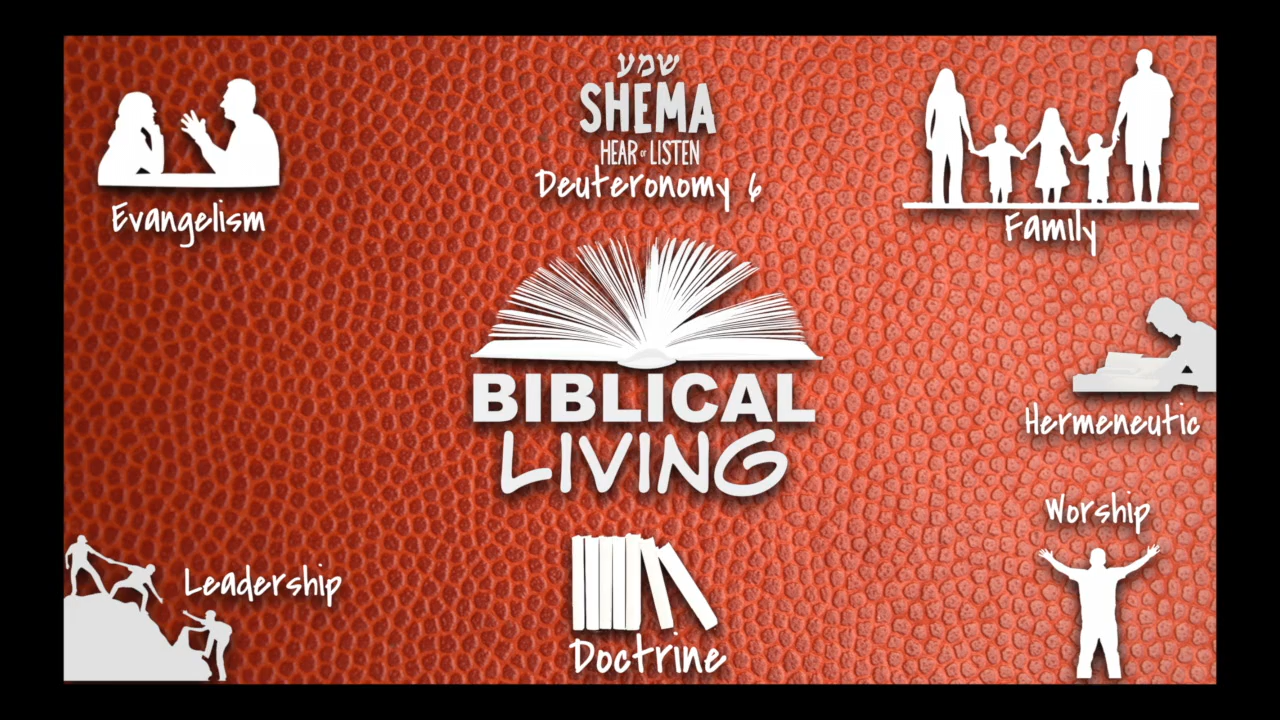 שמע
SHEMA
HEAR or LISTEN
Deuteronomy 6
Evangelism
Family
BIBLICAL
LIVING
Hermeneutic
Worship
Leadership
Doctrine